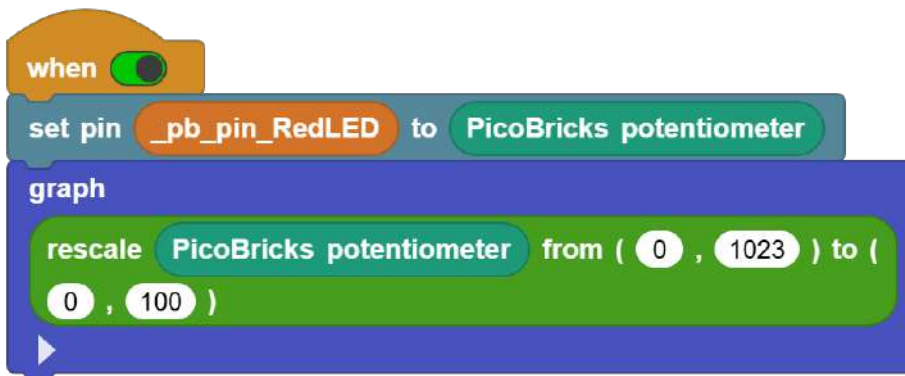 when
set pin _pb_pin_RedLED to PicoBricks potentiometer
graph
rescale PicoBricks potentiometer from ( 0 , 1023 ) to (
0 , 100 )